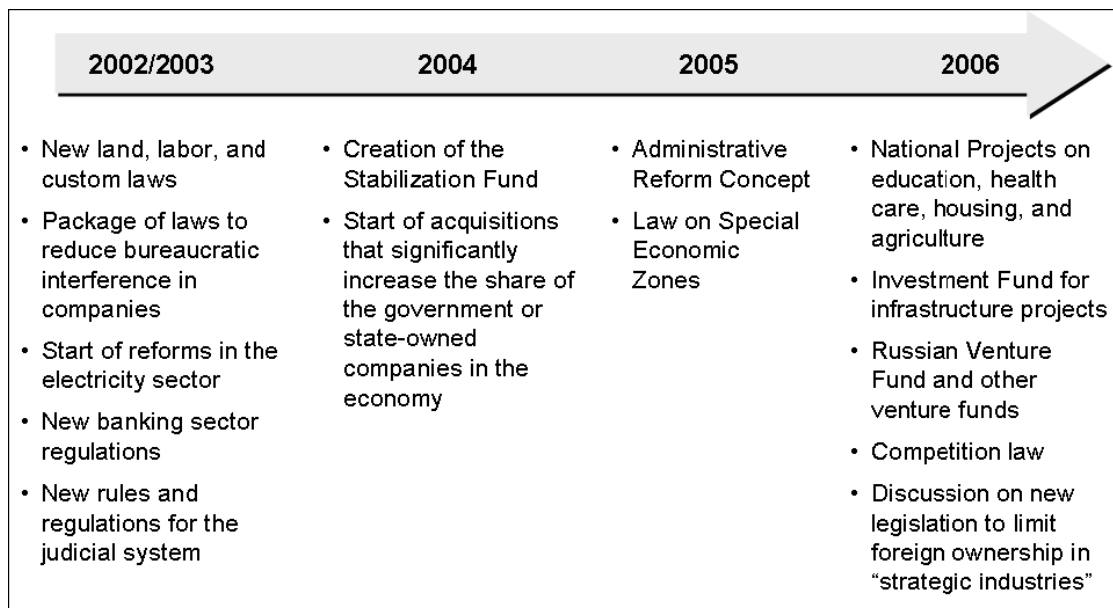 2002/2003
2004
2005
2006
• New land, labor, and
custom laws
• Package of laws to
reduce bureaucratic
interference in
companies
• Start of reforms in the
electricity sector
• New banking sector
regulations
• New rules and
regulations for the
judicial system
• Creation of the
Stabilization Fund
• Start of acquisitions
that significantly
increase the share of
the government or
state-owned
companies in the
economy
• Administrative
Reform Concept
• Law on Special
Economic
Zones
• National Projects on
education, health
care, housing, and
agriculture
• Investment Fund for
infrastructure projects
• Russian Venture
Fund and other
venture funds
• Competition law
• Discussion on new
legislation to limit
foreign ownership in
“strategic industries”